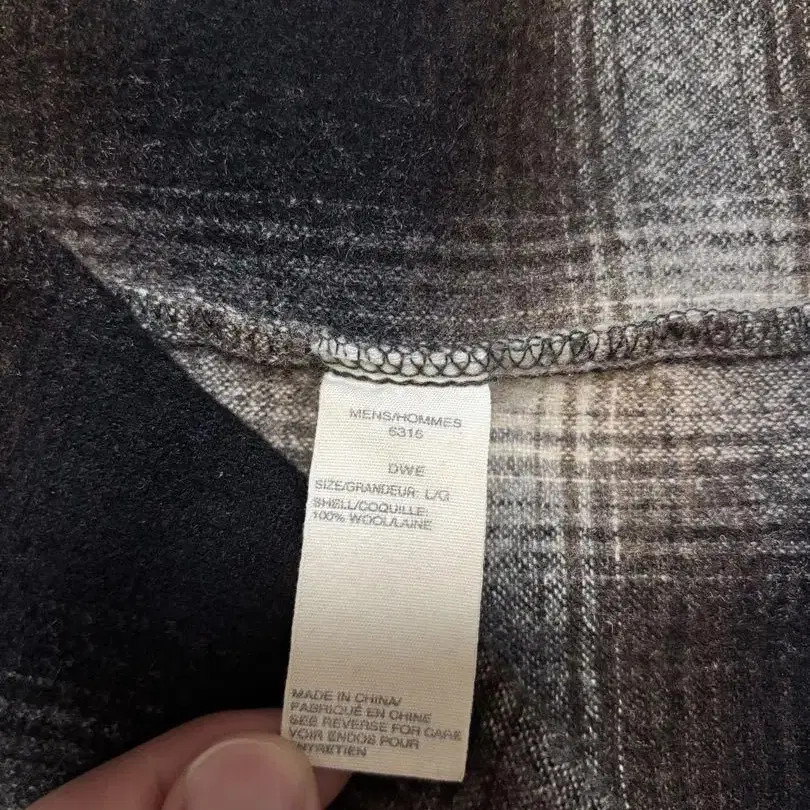 MENS/HOMMES
6316
DWE
SIZE/GRANDEUR: L/G
SHELL/COQUILLE:
100% WOOL/LAINE
MADE IN CHINA/
FABRIQUÉ EN CHINE
SEE REVERSE FOR CARE
VOIR ENDOS POUR
ENTRETIEN